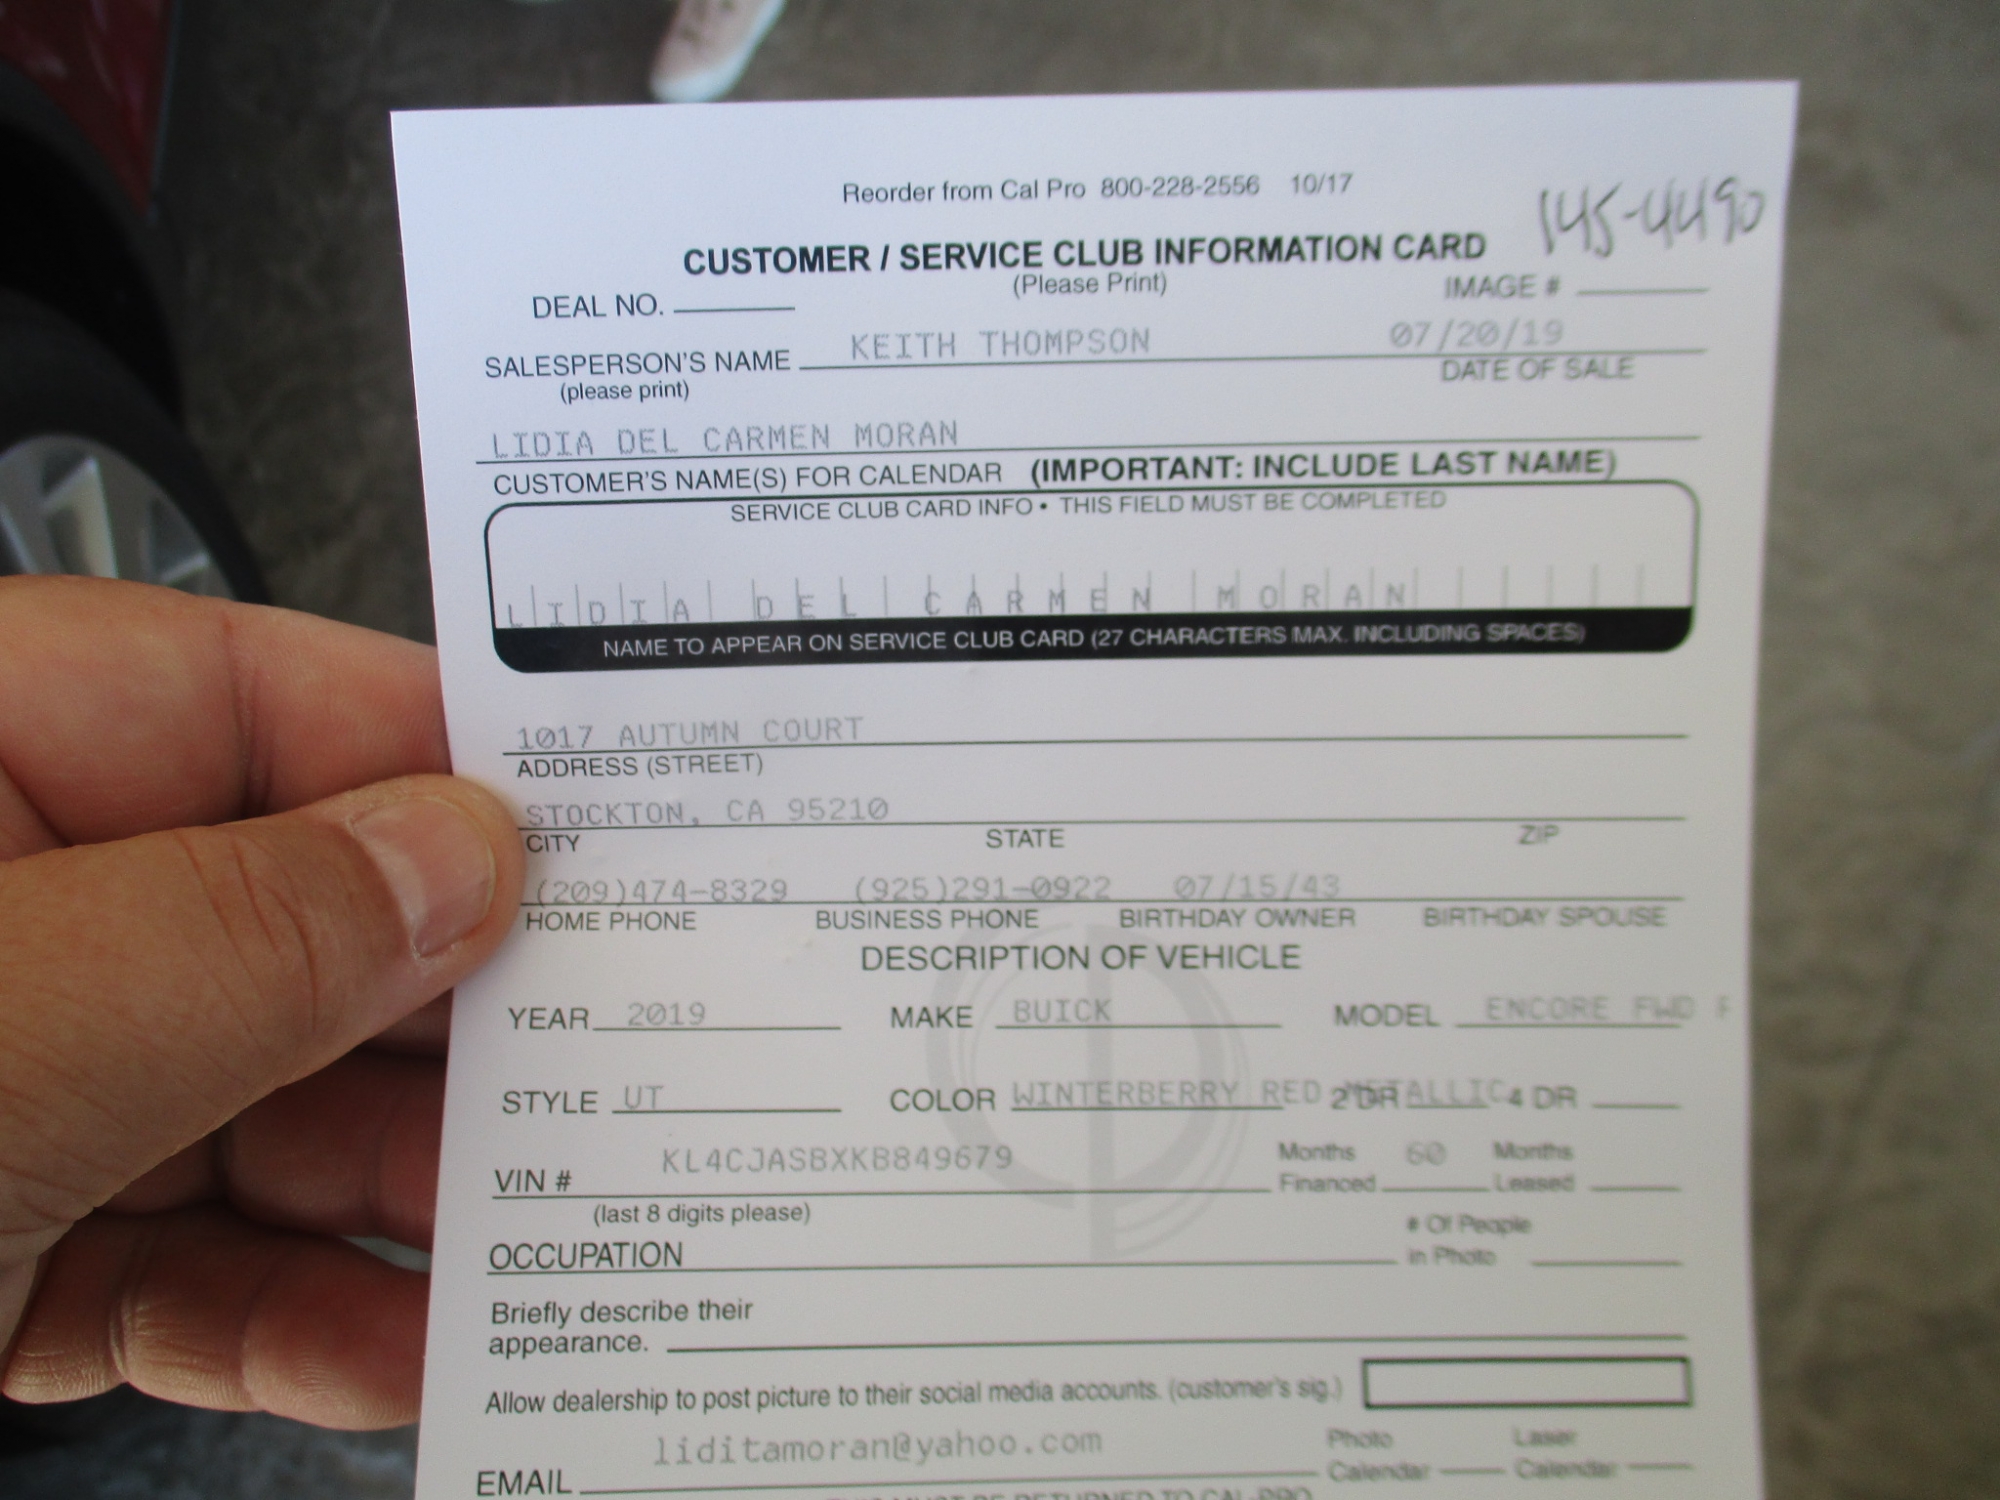 Reorder from Cal Pro 800-228-2556 10/17
145-4490
CUSTOMER / SERVICE CLUB INFORMATION CARD
(Please Print)
DEAL NO. IMAGE #
SALESPERSON'S NAME KEITH THOMPSON 07/20/19
(please print) DATE OF SALE
LIDIA DEL CARMEN MORAN
CUSTOMER'S NAME(S) FOR CALENDAR (IMPORTANT: INCLUDE LAST NAME)
SERVICE CLUB CARD INFO • THIS FIELD MUST BE COMPLETED
LIDIA DEL CARMEN MORAN
NAME TO APPEAR ON SERVICE CLUB CARD (27 CHARACTERS MAX. INCLUDING SPACES)
1017 AUTUMN COURT
ADDRESS (STREET)
STOCKTON, CA 95210
CITY STATE ZIP
(209)474-8329 (925)291-0922 07/15/43
HOME PHONE BUSINESS PHONE BIRTHDAY OWNER BIRTHDAY SPOUSE
DESCRIPTION OF VEHICLE
YEAR 2019 MAKE BUICK MODEL ENCORE FWD P
STYLE UT COLOR WINTERBERRY RED METALLIC 2 DR 4 DR
VIN # KL4CJASBXKB849679 Months Financed 60 Months Leased
(last 8 digits please)
OCCUPATION # Of People in Photo
Briefly describe their
appearance.
Allow dealership to post picture to their social media accounts. (customer's sig.)
EMAIL liditamoran@yahoo.com Photo Calendar Laser Calendar
MUST BE RETURNED TO CAL-PRO